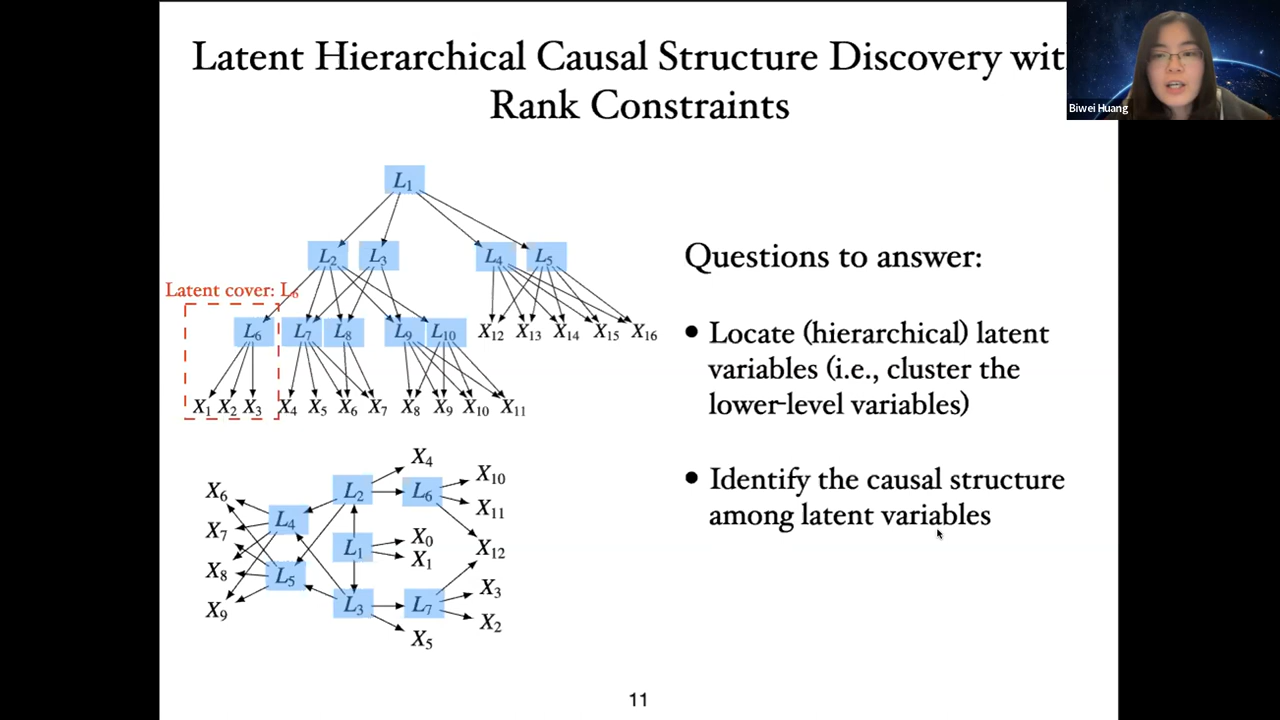 Latent Hierarchical Causal Structure Discovery wit
Rank Constraints
Biwei Huang
L1
L2 L3 L4 L5
Latent cover: L6
L6 L7 L8 L9 L10 X12 X13 X14 X15 X16
X1 X2 X3 X4 X5 X6 X7 X8 X9 X10 X11
Questions to answer:
• Locate (hierarchical) latent
variables (i.e., cluster the
lower-level variables)
• Identify the causal structure
among latent variables
X4
X6 L2 L6 X10
L4 X11
X7 L1 X0
X1 X12
X8 L5
X9 L3 L7 X3
X2
X5
11